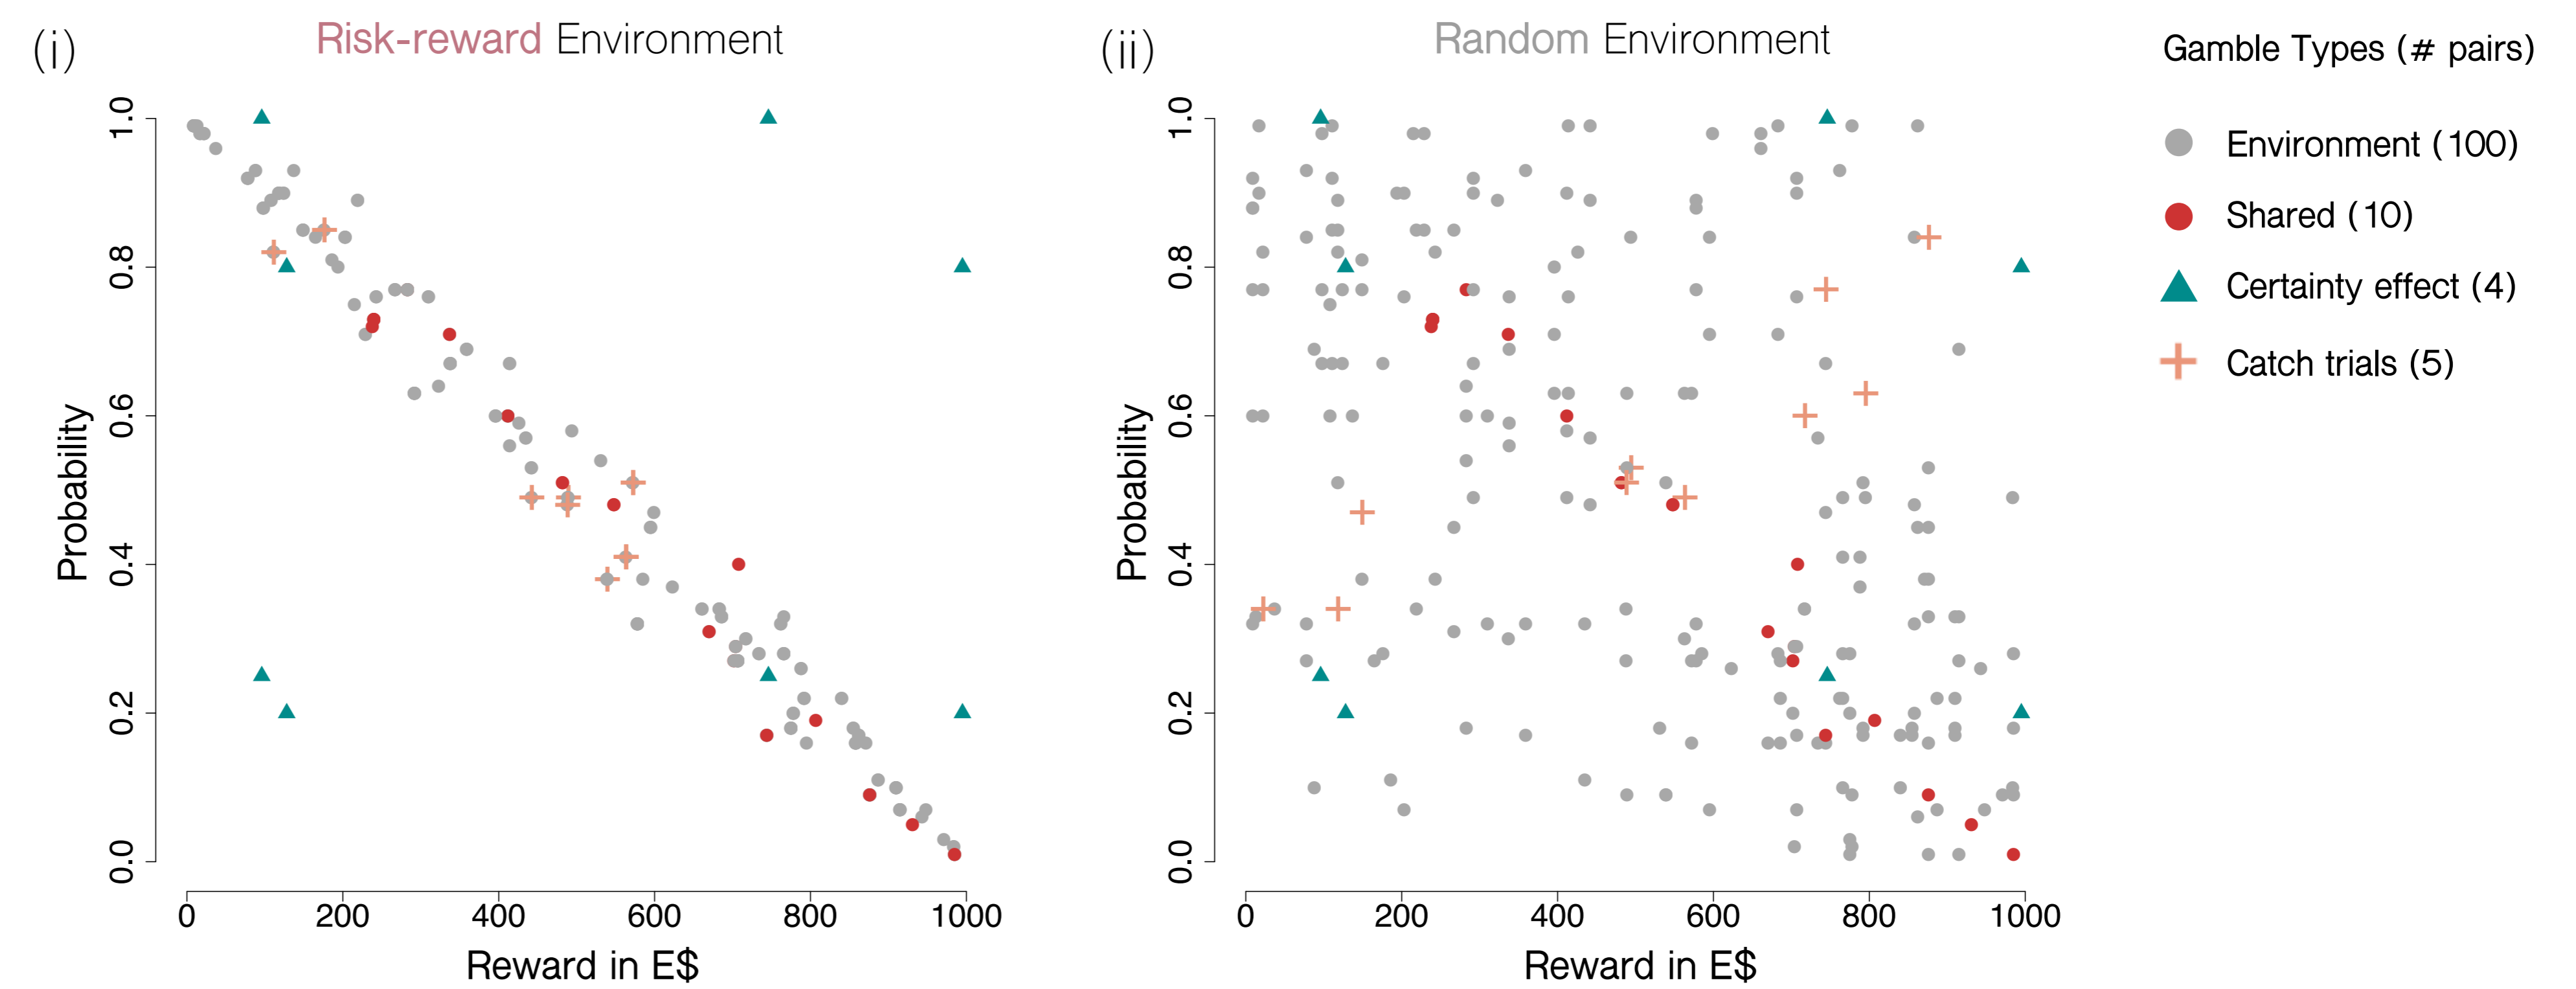 (i)
Risk-reward Environment
Probability
0.0 0.2 0.4 0.6 0.8 1.0
0 200 400 600 800 1000
Reward in E$
(ii)
Random Environment
Probability
0.0 0.2 0.4 0.6 0.8 1.0
0 200 400 600 800 1000
Reward in E$
Gamble Types (# pairs)
Environment (100)
Shared (10)
Certainty effect (4)
Catch trials (5)